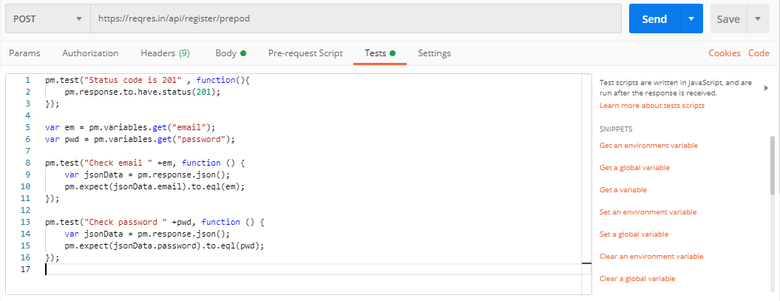 POST
https://reqres.in/api/register/prepod
Send
Save
Params
Authorization
Headers (9)
Body
Pre-request Script
Tests
Settings
Cookies
Code
1 pm.test("Status code is 201" , function(){
2 pm.response.to.have.status(201);
3 });
4
5 var em = pm.variables.get("email");
6 var pwd = pm.variables.get("password");
7
8 pm.test("Check email " +em, function () {
9 var jsonData = pm.response.json();
10 pm.expect(jsonData.email).to.eql(em);
11 });
12
13 pm.test("Check password " +pwd, function () {
14 var jsonData = pm.response.json();
15 pm.expect(jsonData.password).to.eql(pwd);
16 });
17
Test scripts are written in JavaScript, and are
run after the response is received.
Learn more about tests scripts
SNIPPETS
Get an environment variable
Get a global variable
Get a variable
Set an environment variable
Set a global variable
Clear an environment variable
Clear a global variable